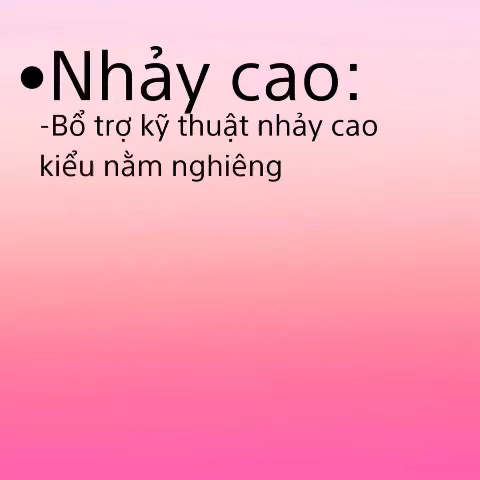 •Nhảy cao:
-Bổ trợ kỹ thuật nhảy cao
kiểu nằm nghiêng